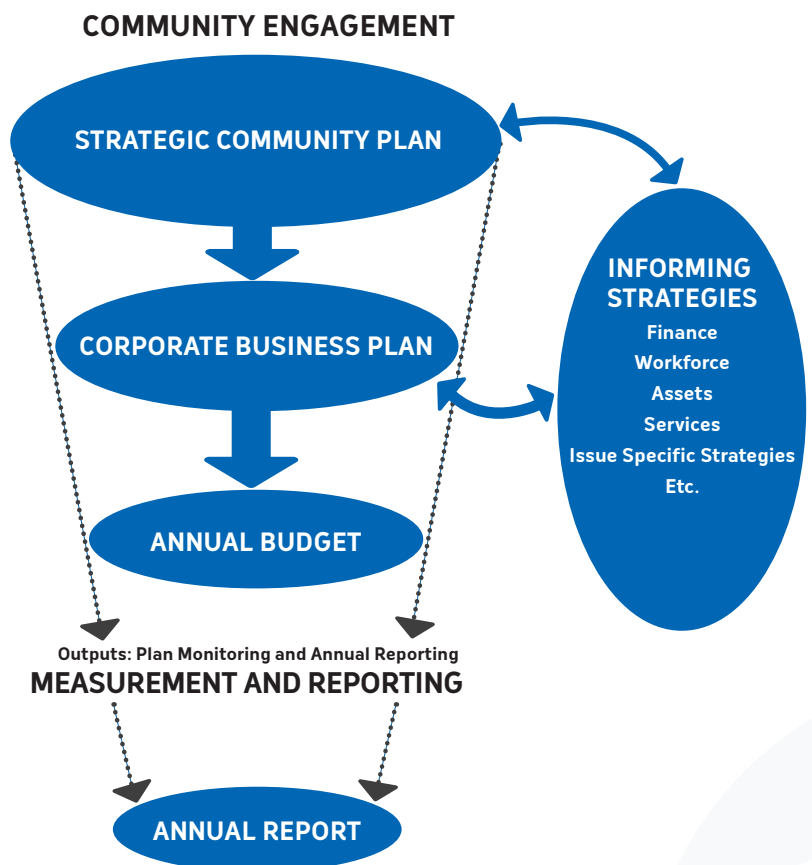 COMMUNITY ENGAGEMENT
STRATEGIC COMMUNITY PLAN
INFORMING
STRATEGIES
Finance
Workforce
Assets
Services
Issue Specific Strategies
Etc.
CORPORATE BUSINESS PLAN
ANNUAL BUDGET
Outputs: Plan Monitoring and Annual Reporting
MEASUREMENT AND REPORTING
ANNUAL REPORT